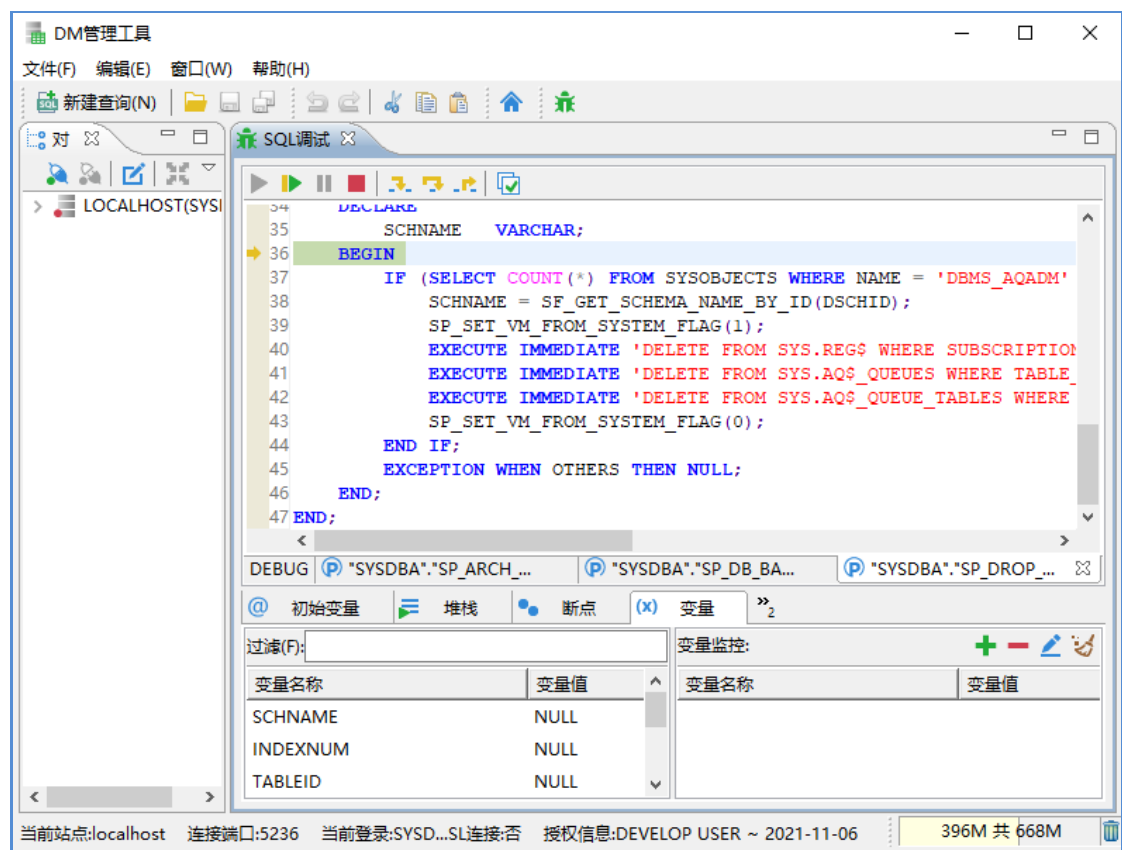 DM管理工具
文件(F) 编辑(E) 窗口(W) 帮助(H)
新建查询(N)
对
SQL调试
LOCALHOST(SYSI
34 DECLARE
35 SCHNAME VARCHAR;
36 BEGIN
37 IF (SELECT COUNT(*) FROM SYSOBJECTS WHERE NAME = 'DBMS_AQADM'
38 SCHNAME = SF_GET_SCHEMA_NAME_BY_ID(DSCHID);
39 SP_SET_VM_FROM_SYSTEM_FLAG(1);
40 EXECUTE IMMEDIATE 'DELETE FROM SYS.REG$ WHERE SUBSCRIPTION
41 EXECUTE IMMEDIATE 'DELETE FROM SYS.AQ$_QUEUES WHERE TABLE_
42 EXECUTE IMMEDIATE 'DELETE FROM SYS.AQ$_QUEUE_TABLES WHERE
43 SP_SET_VM_FROM_SYSTEM_FLAG(0);
44 END IF;
45 EXCEPTION WHEN OTHERS THEN NULL;
46 END;
47 END;
DEBUG "SYSDBA"."SP_ARCH_... "SYSDBA"."SP_DB_BA... "SYSDBA"."SP_DROP_...
初始变量 堆栈 断点 (x) 变量 »2
过滤(F): 变量监控:
变量名称 变量值 变量名称 变量值
SCHNAME NULL
INDEXNUM NULL
TABLEID NULL
当前站点:localhost 连接端口:5236 当前登录:SYSD...SL连接:否 授权信息:DEVELOP USER ~ 2021-11-06 396M 共 668M